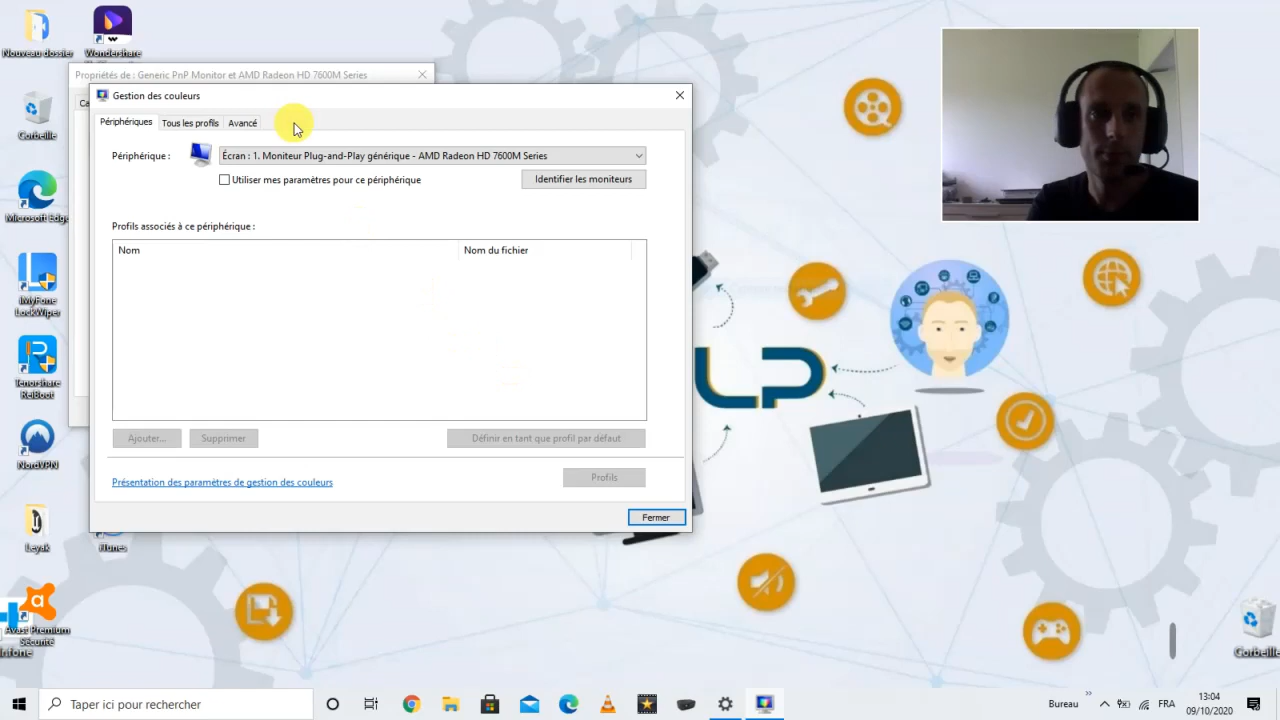 Nouveau dossier
Wondershare
Corbeille
Microsoft Edge
iMyFone
LockWiper
Tenorshare
ReiBoot
NordVPN
Leyak
iTunes
Avast Premium
Sécurité
Propriétés de : Generic PnP Monitor et AMD Radeon HD 7600M Series
Gestion des couleurs
Périphériques
Tous les profils
Avancé
Périphérique :
Écran : 1. Moniteur Plug-and-Play générique - AMD Radeon HD 7600M Series
Utiliser mes paramètres pour ce périphérique
Identifier les moniteurs
Profils associés à ce périphérique :
Nom
Nom du fichier
Ajouter...
Supprimer
Définir en tant que profil par défaut
Présentation des paramètres de gestion des couleurs
Profils
Fermer
LP
Corbeille
Taper ici pour rechercher
Bureau
»
FRA
13:04
09/10/2020